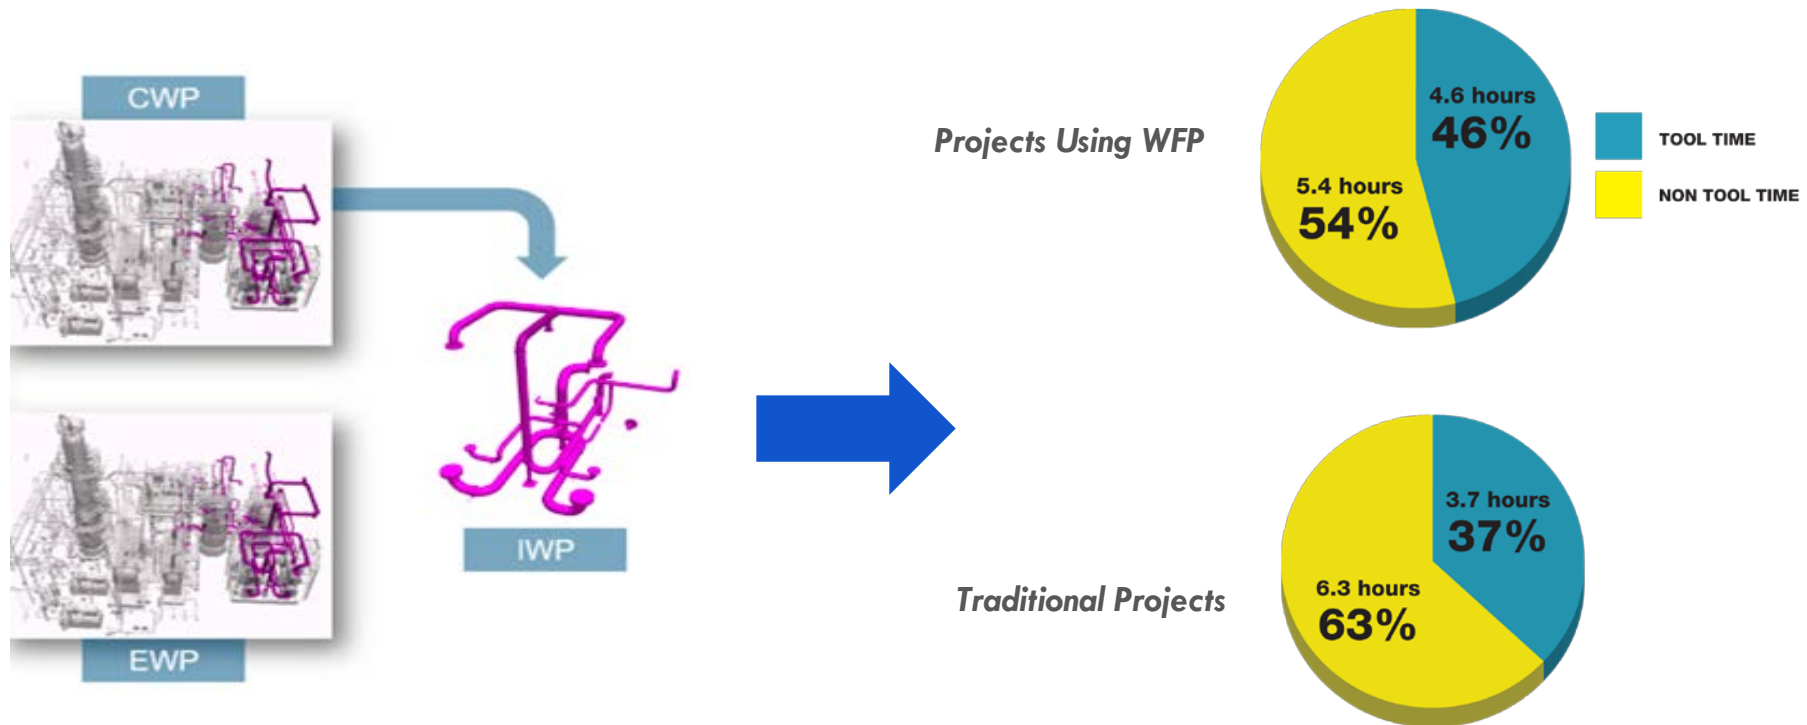 CWP
IWP
EWP
Projects Using WFP
4.6 hours
46%
5.4 hours
54%
TOOL TIME
NON TOOL TIME
Traditional Projects
3.7 hours
37%
6.3 hours
63%